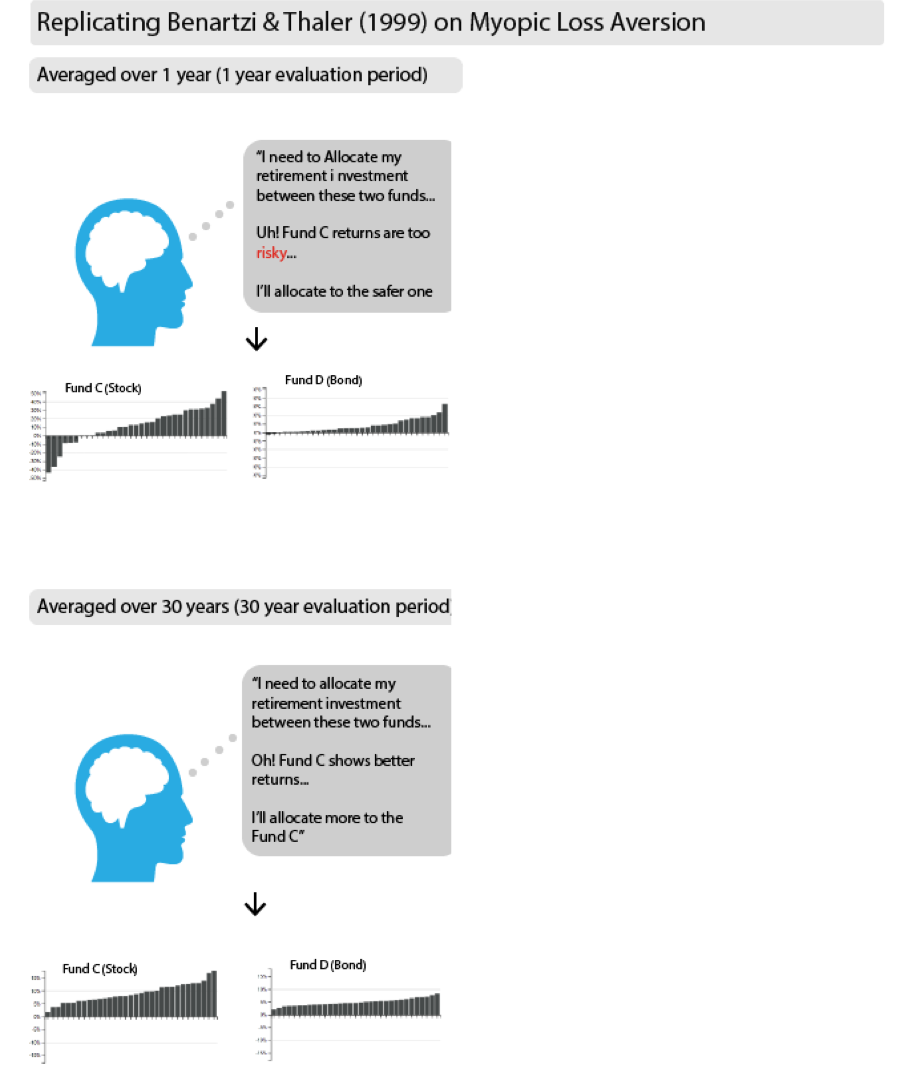 Replicating Benartzi & Thaler (1999) on Myopic Loss Aversion
Averaged over 1 year (1 year evaluation period)
“I need to Allocate my
retirement i nvestment
between these two funds...
Uh! Fund C returns are too
risky...
I’ll allocate to the safer one
Fund C (Stock)
50%
40%
30%
20%
10%
0%
-10%
-20%
-30%
-40%
-50%
Fund D (Bond)
Averaged over 30 years (30 year evaluation period)
“I need to allocate my
retirement investment
between these two funds...
Oh! Fund C shows better
returns...
I’ll allocate more to the
Fund C”
Fund C (Stock)
10%
5%
0%
-5%
-10%
Fund D (Bond)
15%
10%
5%
0%
-5%
-10%
-15%